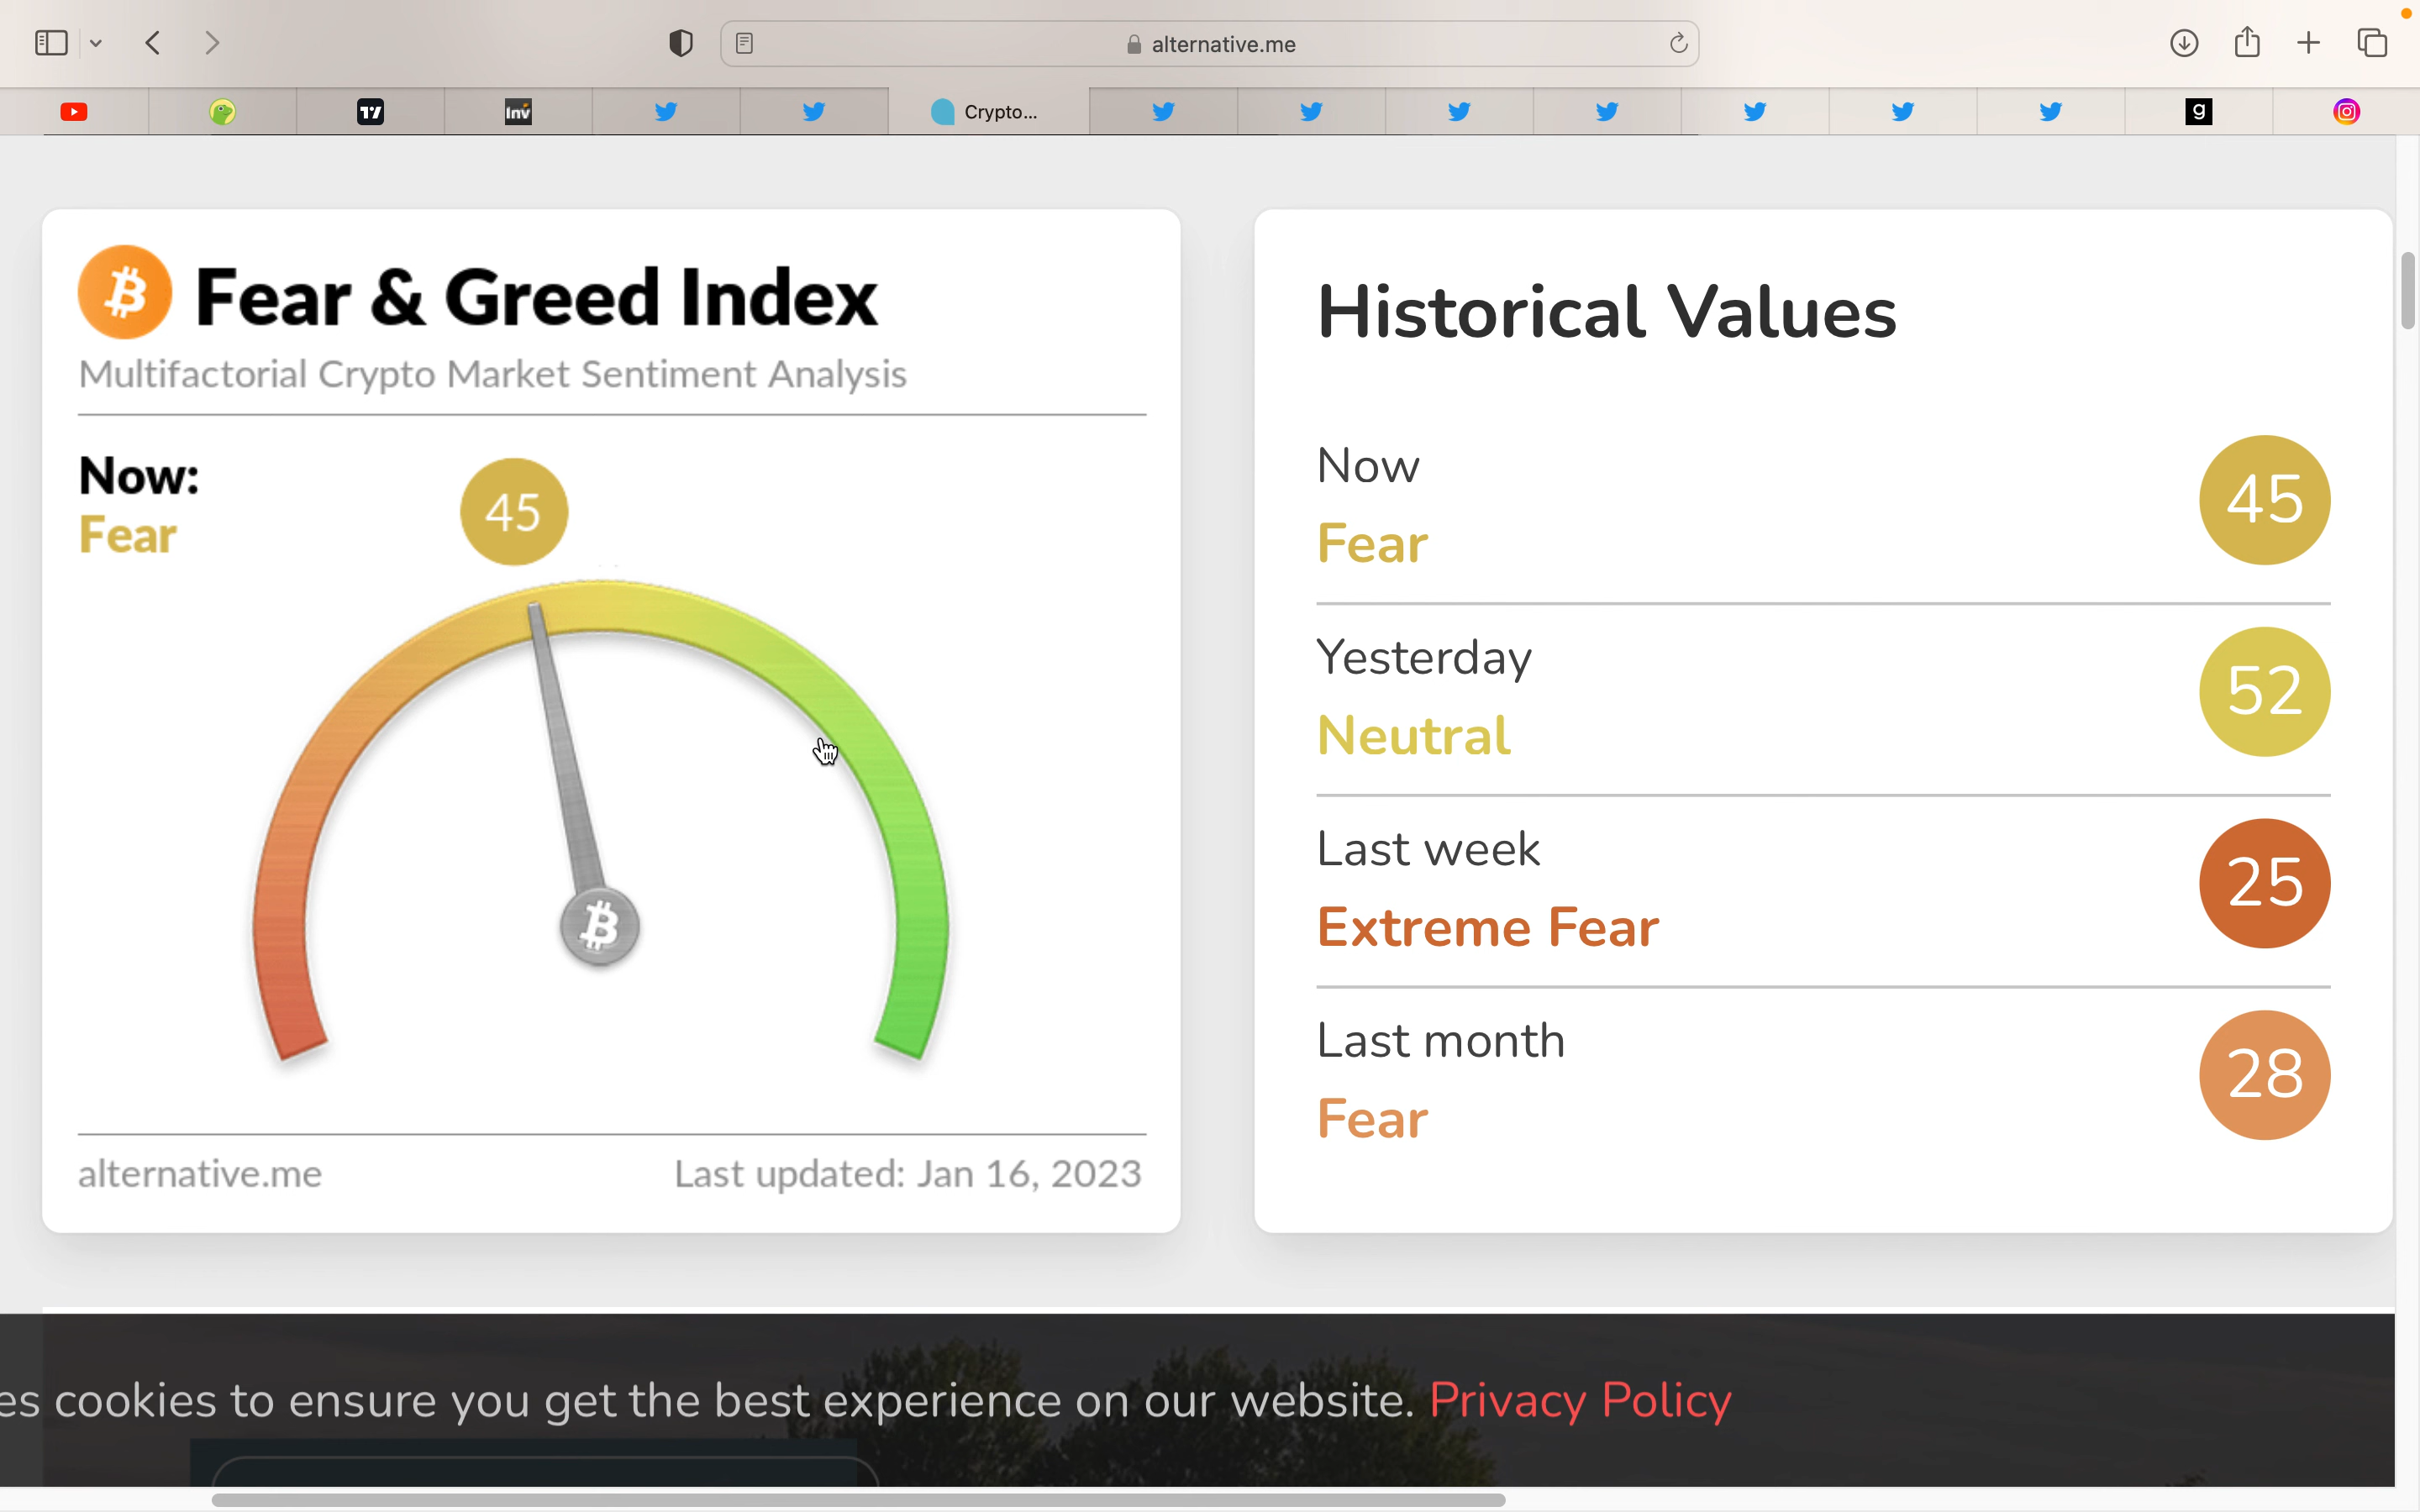 alternative.me
Inv
Crypto...
g
Fear & Greed Index
Multifactorial Crypto Market Sentiment Analysis
Now:
Fear
45
alternative.me
Last updated: Jan 16, 2023
Historical Values
Now
Fear
45
Yesterday
Neutral
52
Last week
Extreme Fear
25
Last month
Fear
28
es cookies to ensure you get the best experience on our website. Privacy Policy